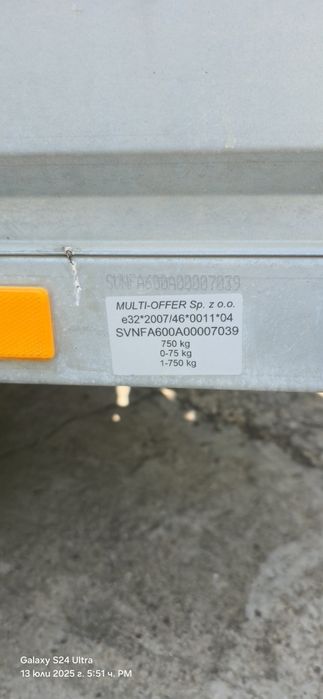 SVNFA600A00007039
MULTI-OFFER Sp. z o.o.
e32*2007/46*0011*04
SVNFA600A00007039
750 kg
0-75 kg
1-750 kg
Galaxy S24 Ultra
13 юли 2025 г. 5:51 ч. PM